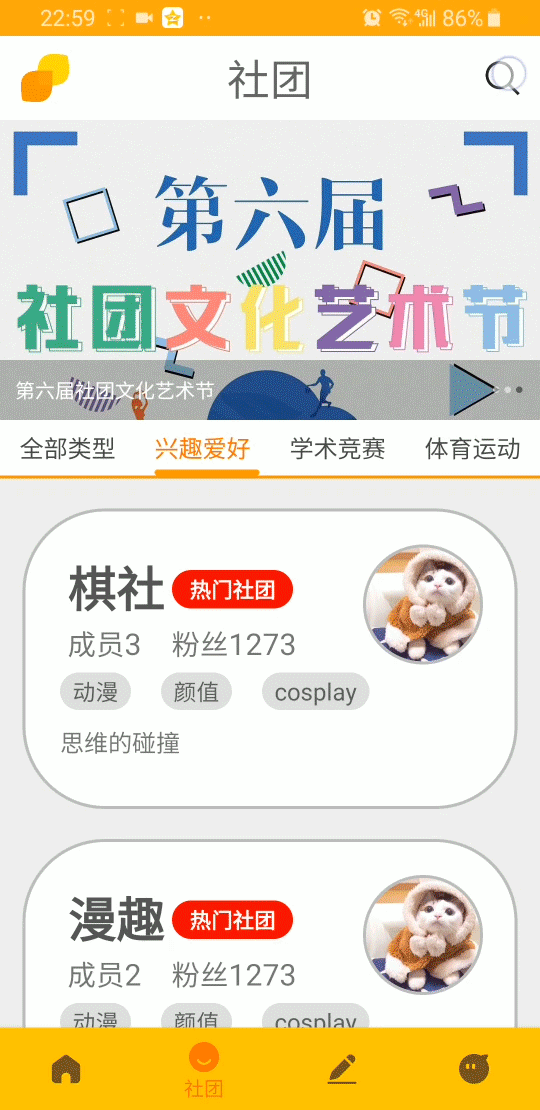 22:59 4G 86%
社团
第六届
社团文化艺术节
第六届社团文化艺术节
全部类型 兴趣爱好 学术竞赛 体育运动
棋社 热门社团
成员3 粉丝1273
动漫 颜值 cosplay
思维的碰撞
漫趣 热门社团
成员2 粉丝1273
动漫 颜值 cosplay
社团